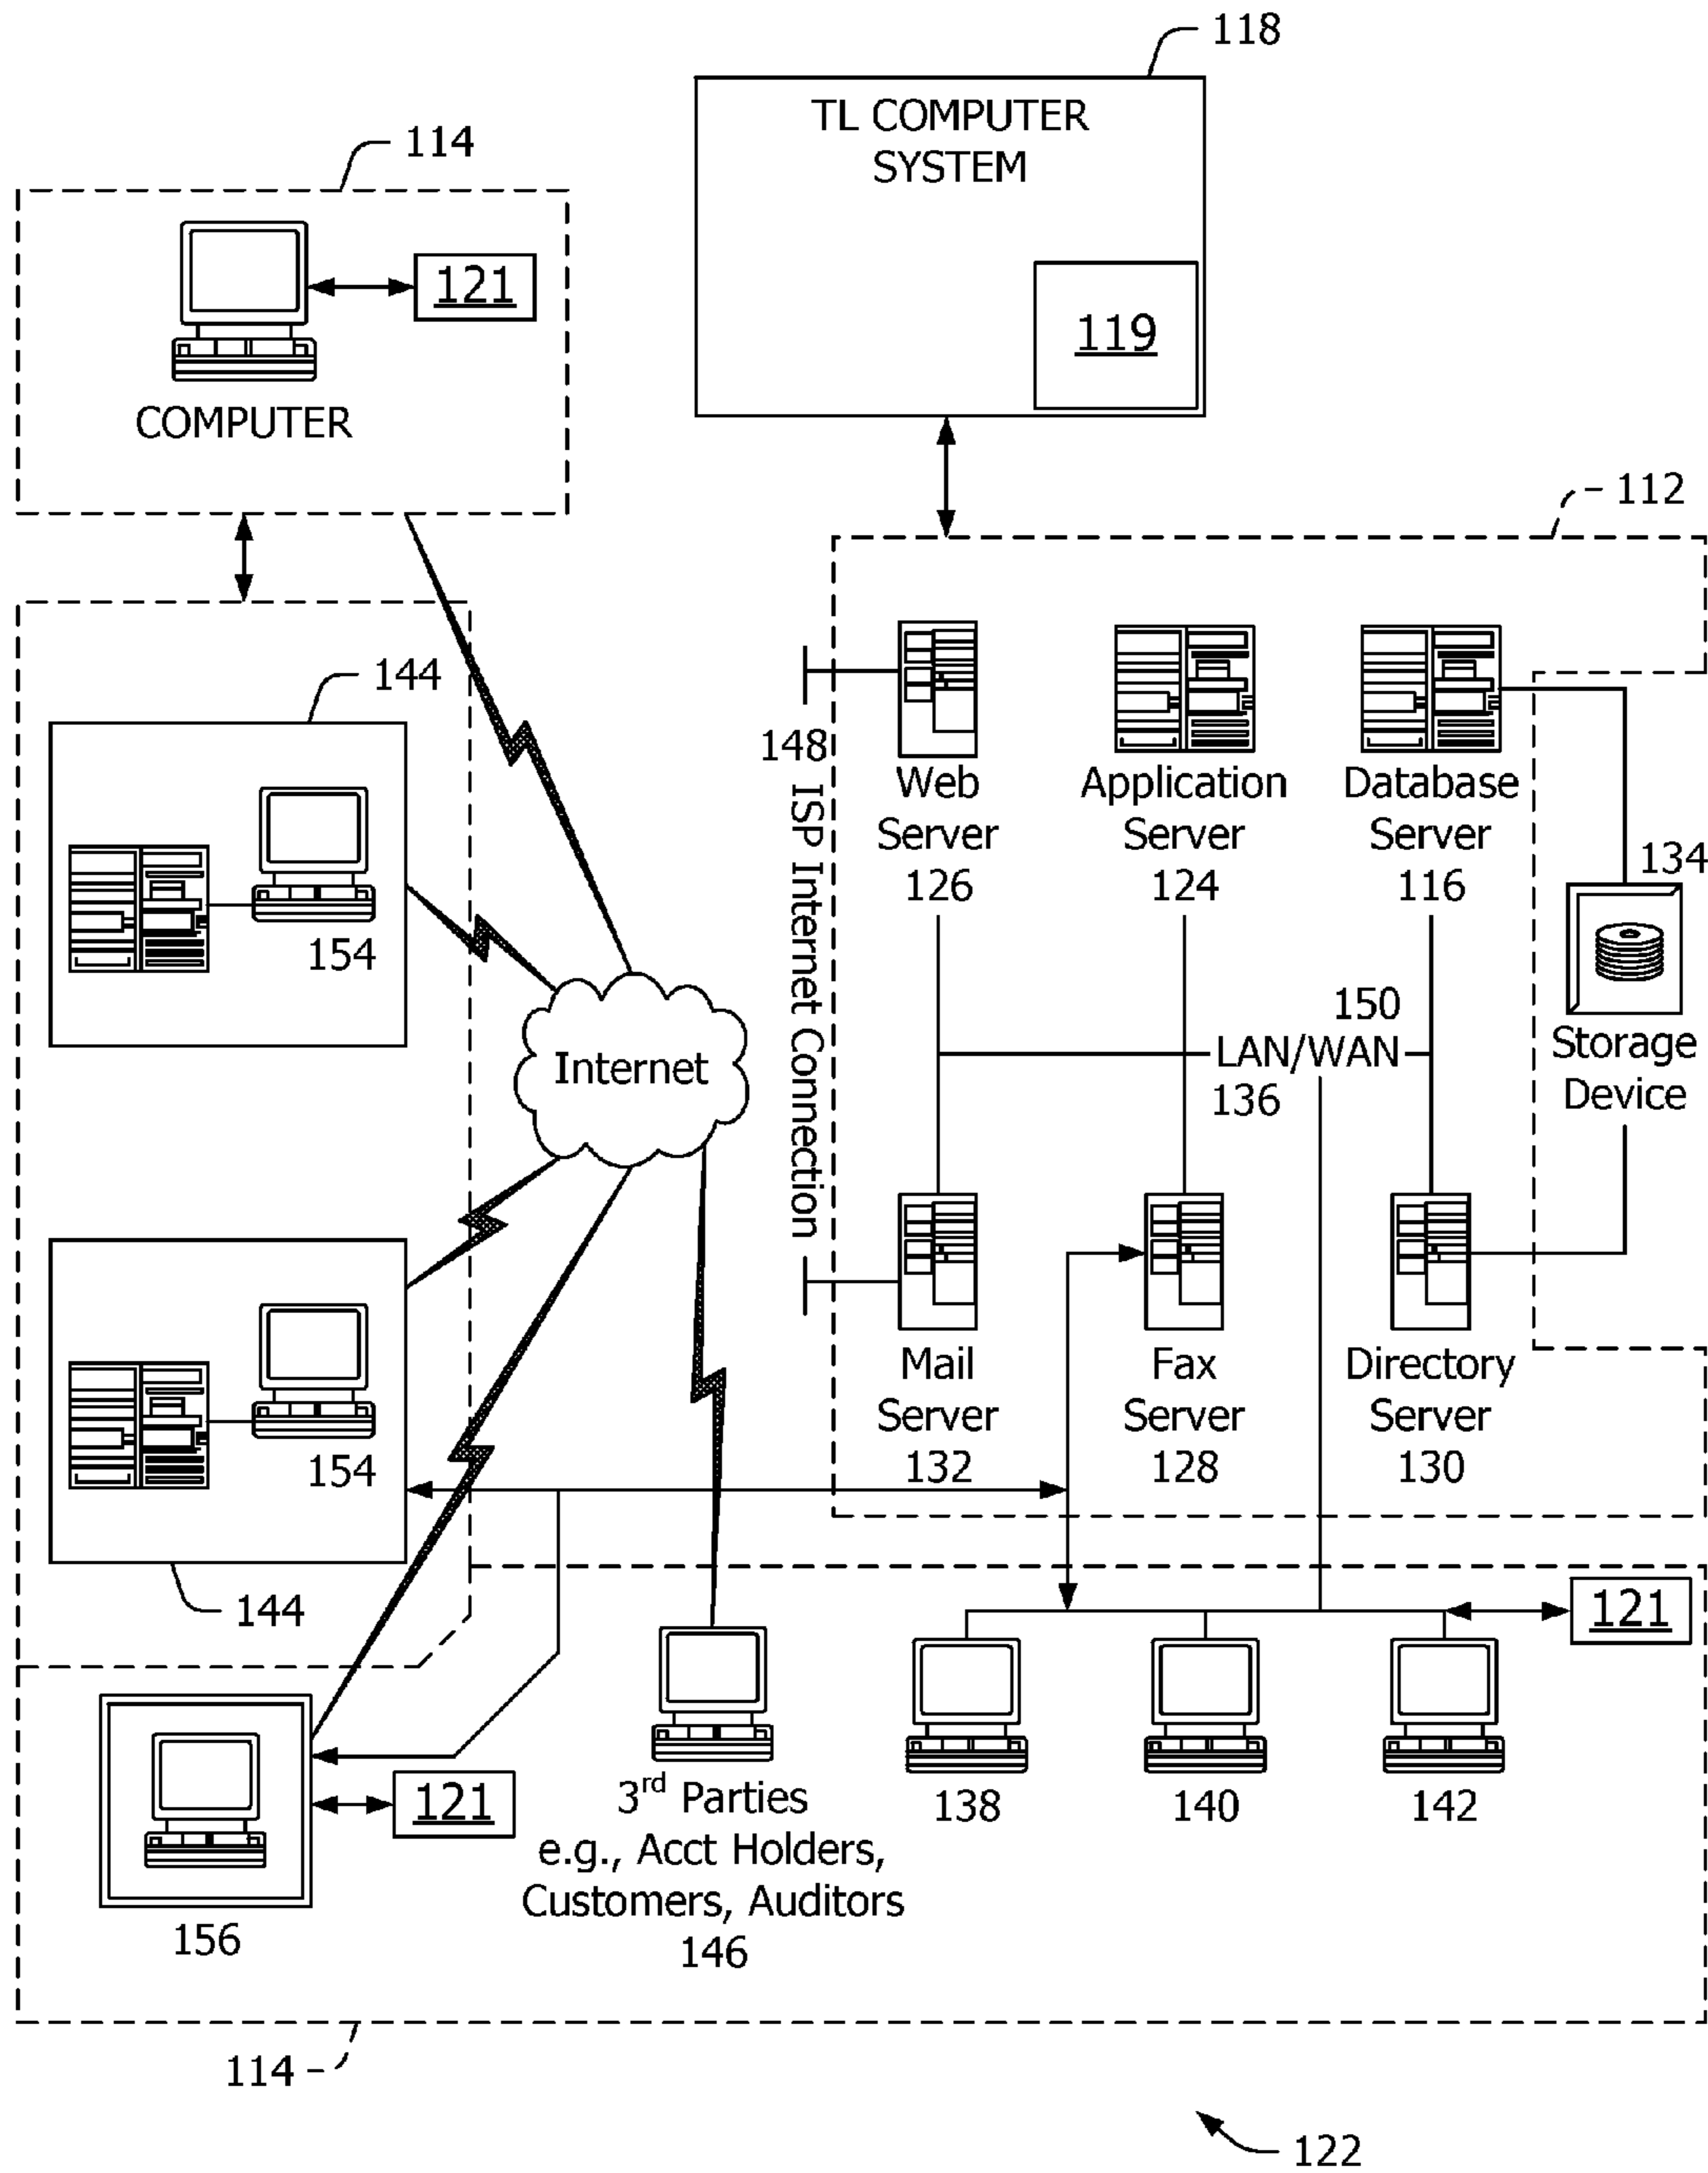 118
TL COMPUTER
SYSTEM
119
114
121
COMPUTER
112
144
154
148
ISP Internet Connection
Web
Server
126
Application
Server
124
Database
Server
116
134
Storage
Device
Internet
150
LAN/WAN
136
Mail
Server
132
Fax
Server
128
Directory
Server
130
154
144
121
156
121
3rd Parties
e.g., Acct Holders,
Customers, Auditors
146
138
140
142
114
122